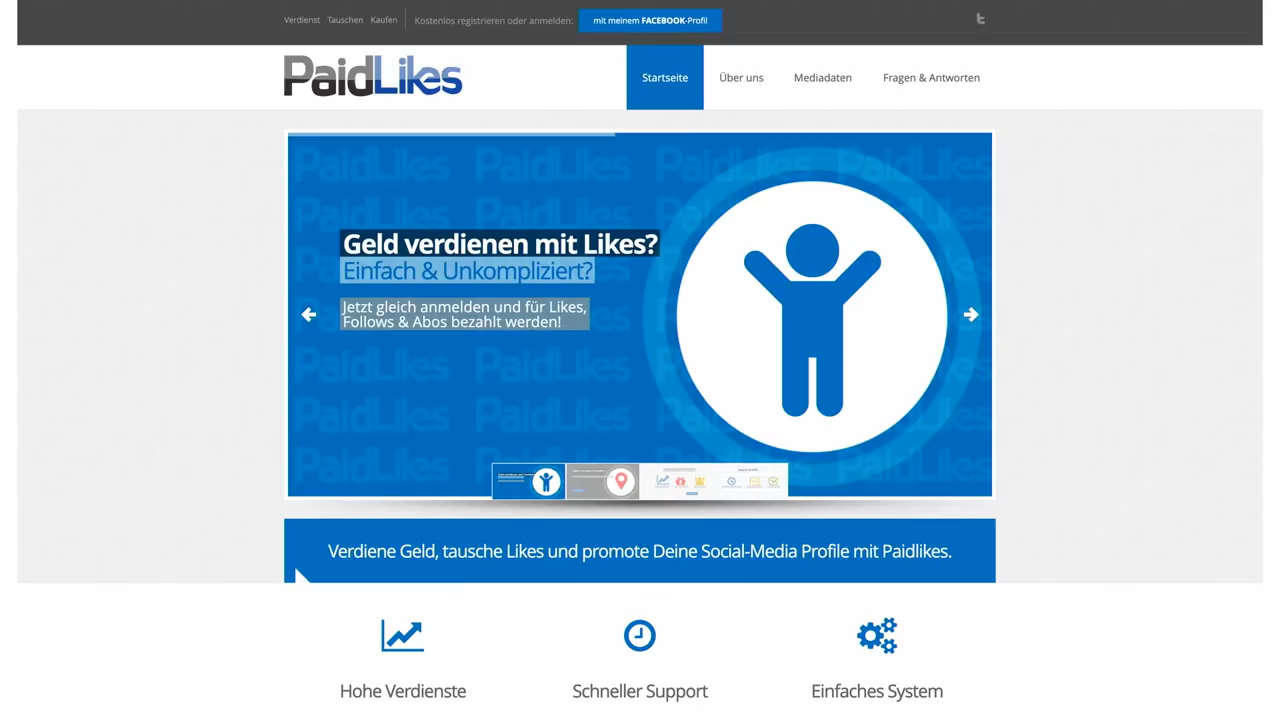 Verdienst Tauschen Kaufen Kostenlos registrieren oder anmelden: mit meinem FACEBOOK-Profil
PaidLikes
Startseite Über uns Mediadaten Fragen & Antworten
Geld verdienen mit Likes?
Einfach & Unkompliziert?
Jetzt gleich anmelden und für Likes,
Follows & Abos bezahlt werden!
Verdiene Geld, tausche Likes und promote Deine Social-Media Profile mit Paidlikes.
Hohe Verdienste Schneller Support Einfaches System